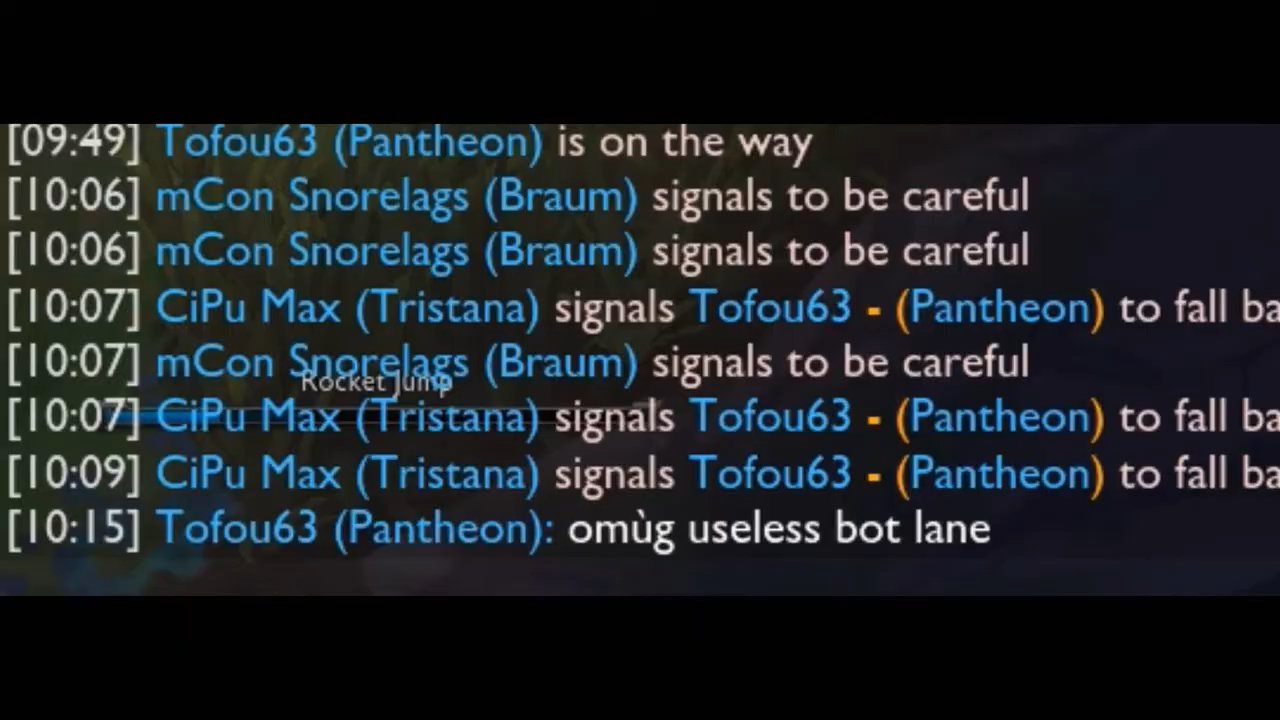 [09:49] Tofou63 (Pantheon) is on the way
[10:06] mCon Snorelags (Braum) signals to be careful
[10:06] mCon Snorelags (Braum) signals to be careful
[10:07] CiPu Max (Tristana) signals Tofou63 - (Pantheon) to fall ba
[10:07] mCon Snorelags (Braum) signals to be careful
Rocket Jump
[10:07] CiPu Max (Tristana) signals Tofou63 - (Pantheon) to fall ba
[10:09] CiPu Max (Tristana) signals Tofou63 - (Pantheon) to fall ba
[10:15] Tofou63 (Pantheon): omùg useless bot lane